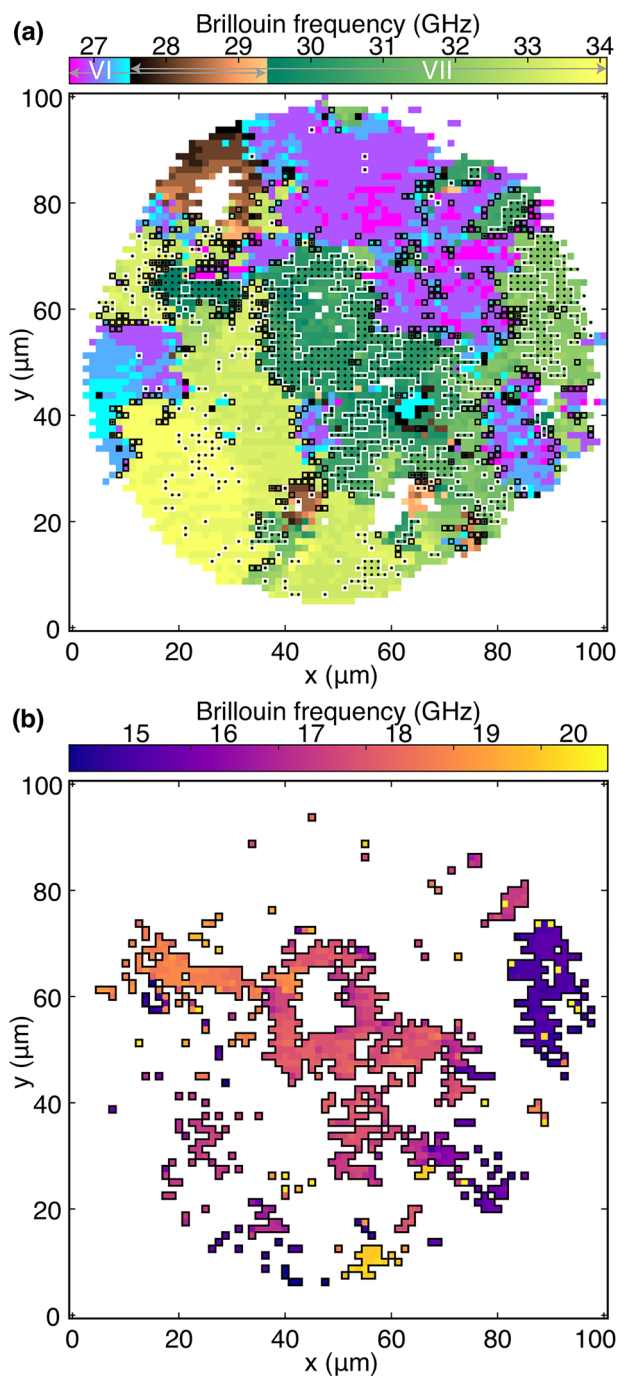 (a) Brillouin frequency (GHz)
27 28 29 30 31 32 33 34
VI VII
100
80
60
40
20
0
y (µm)
0 20 40 60 80 100
x (µm)
(b) Brillouin frequency (GHz)
15 16 17 18 19 20
100
80
60
40
20
0
y (µm)
0 20 40 60 80 100
x (µm)